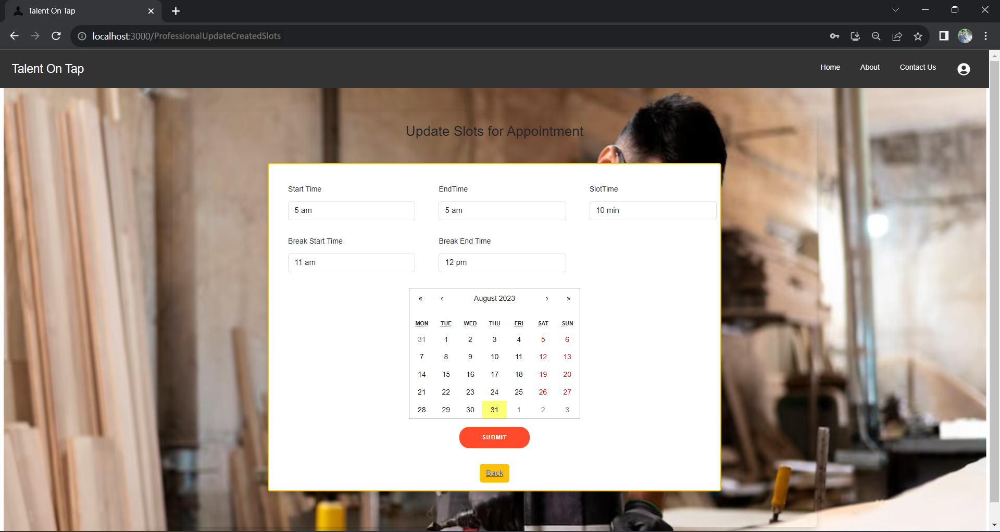 Talent On Tap
localhost:3000/ProfessionalUpdateCreatedSlots
Talent On Tap
Home About Contact Us
Update Slots for Appointment
Start Time EndTime SlotTime
5 am 5 am 10 min
Break Start Time Break End Time
11 am 12 pm
« ‹ August 2023 › »
MON TUE WED THU FRI SAT SUN
31 1 2 3 4 5 6
7 8 9 10 11 12 13
14 15 16 17 18 19 20
21 22 23 24 25 26 27
28 29 30 31 1 2 3
SUBMIT
Back